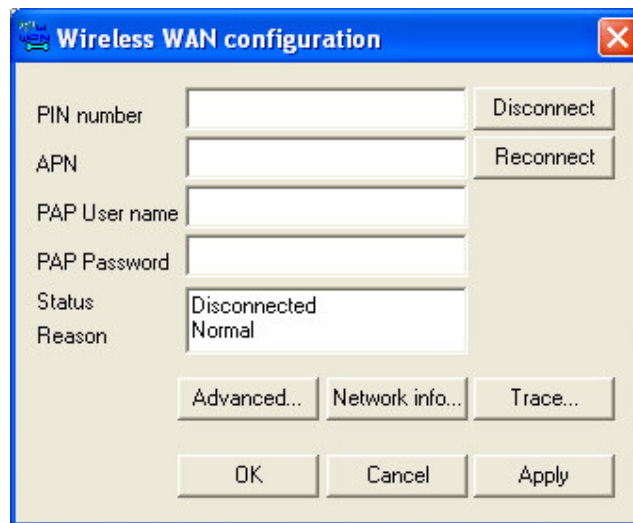 Wireless WAN configuration
PIN number
Disconnect
APN
Reconnect
PAP User name
PAP Password
Status
Disconnected
Reason
Normal
Advanced... Network info... Trace...
OK Cancel Apply